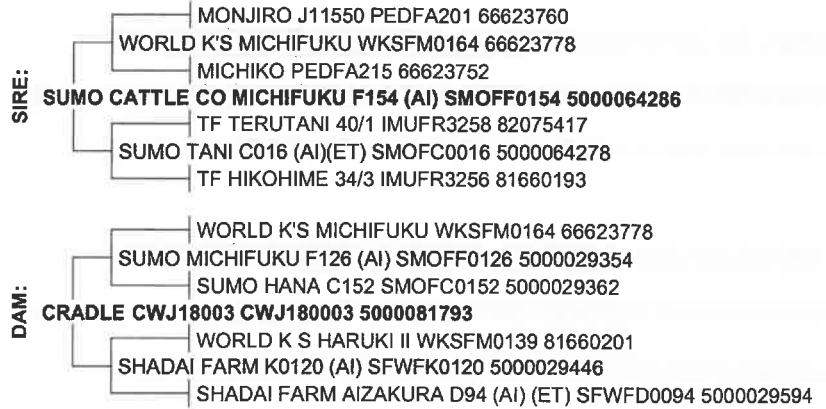 MONJIRO J11550 PEDFA201 66623760
WORLD K'S MICHIFUKU WKSFM0164 66623778
MICHIKO PEDFA215 66623752
SIRE:
SUMO CATTLE CO MICHIFUKU F154 (AI) SMOFF0154 5000064286
TF TERUTANI 40/1 IMUFR3258 82075417
SUMO TANI C016 (AI)(ET) SMOFC0016 5000064278
TF HIKOHIME 34/3 IMUFR3256 81660193
WORLD K'S MICHIFUKU WKSFM0164 66623778
SUMO MICHIFUKU F126 (AI) SMOFF0126 5000029354
SUMO HANA C152 SMOFC0152 5000029362
DAM:
CRADLE CWJ18003 CWJ180003 5000081793
WORLD K S HARUKI II WKSFM0139 81660201
SHADAI FARM K0120 (AI) SFWFK0120 5000029446
SHADAI FARM AIZAKURA D94 (AI) (ET) SFWFD0094 5000029594